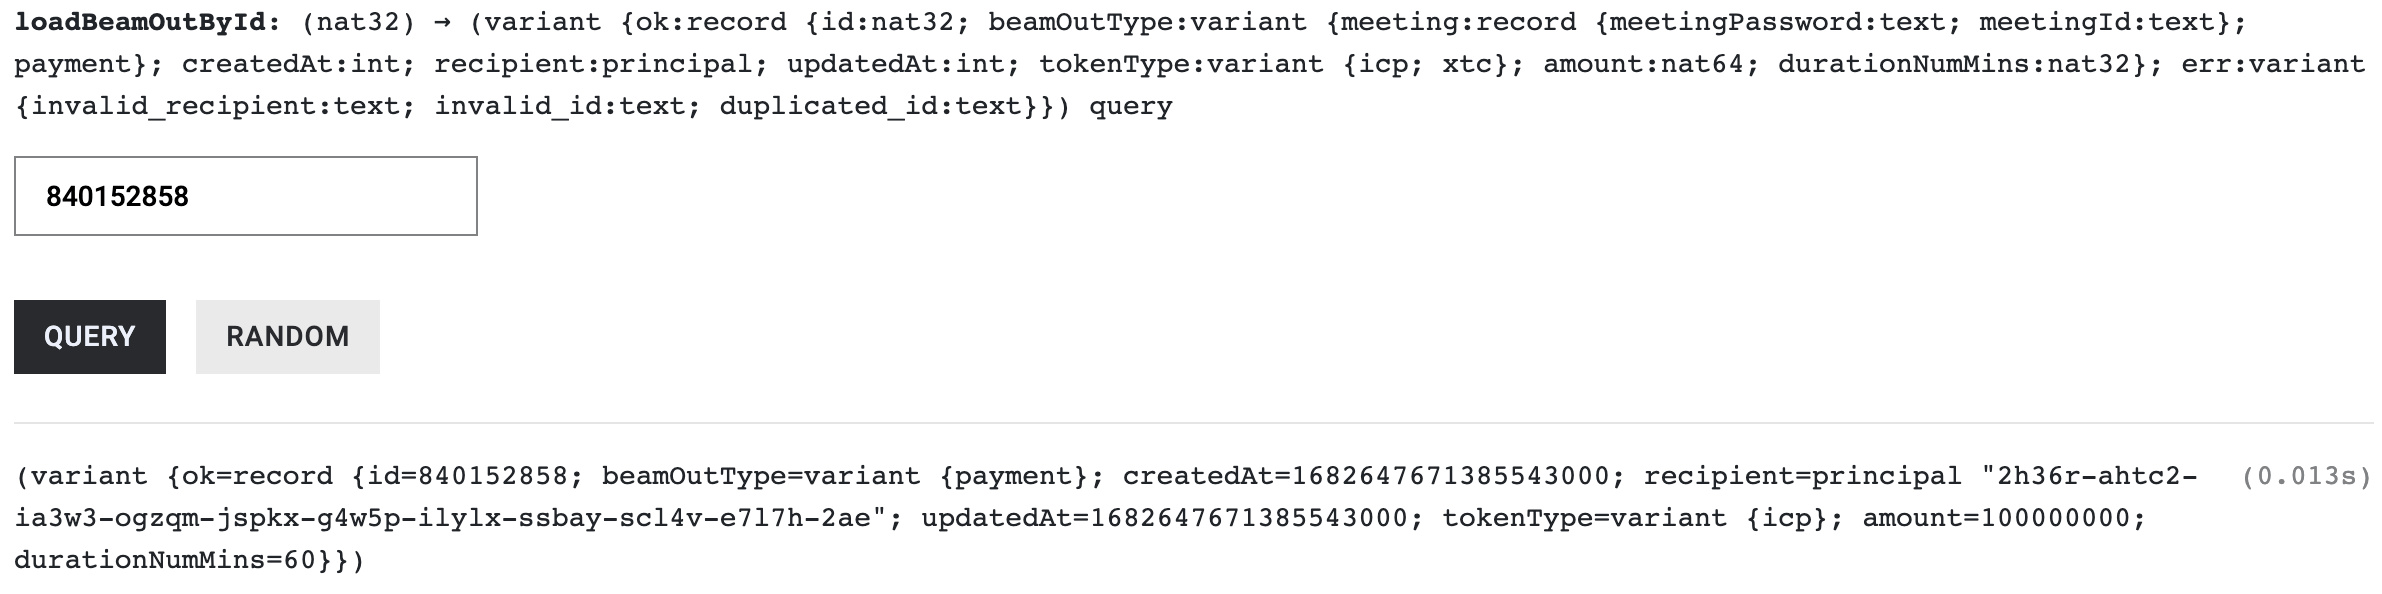 loadBeamOutById: (nat32) → (variant {ok:record {id:nat32; beamOutType:variant {meeting:record {meetingPassword:text; meetingId:text};
payment}; createdAt:int; recipient:principal; updatedAt:int; tokenType:variant {icp; xtc}; amount:nat64; durationNumMins:nat32}; err:variant
{invalid_recipient:text; invalid_id:text; duplicated_id:text}}) query
840152858
QUERY RANDOM
(variant {ok=record {id=840152858; beamOutType=variant {payment}; createdAt=1682647671385543000; recipient=principal "2h36r-ahtc2- (0.013s)
ia3w3-ogzqm-jspkx-g4w5p-ilylx-ssbay-scl4v-e7l7h-2ae"; updatedAt=1682647671385543000; tokenType=variant {icp}; amount=100000000;
durationNumMins=60}})